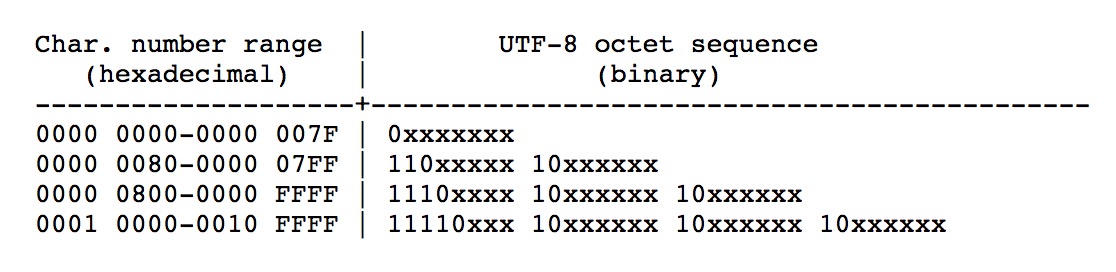 Char. number range  |        UTF-8 octet sequence
   (hexadecimal)    |              (binary)
--------------------+---------------------------------------------
0000 0000-0000 007F | 0xxxxxxx
0000 0080-0000 07FF | 110xxxxx 10xxxxxx
0000 0800-0000 FFFF | 1110xxxx 10xxxxxx 10xxxxxx
0001 0000-0010 FFFF | 11110xxx 10xxxxxx 10xxxxxx 10xxxxxx